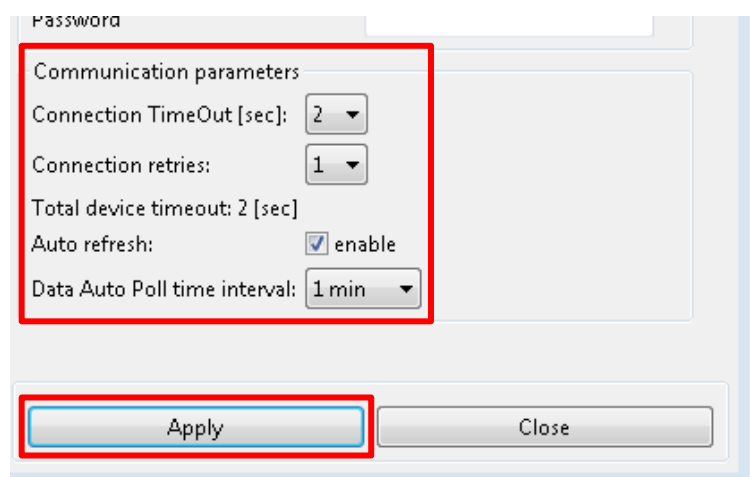 Password
Communication parameters
Connection TimeOut [sec]: 2
Connection retries: 1
Total device timeout: 2 [sec]
Auto refresh: enable
Data Auto Poll time interval: 1 min
Apply Close